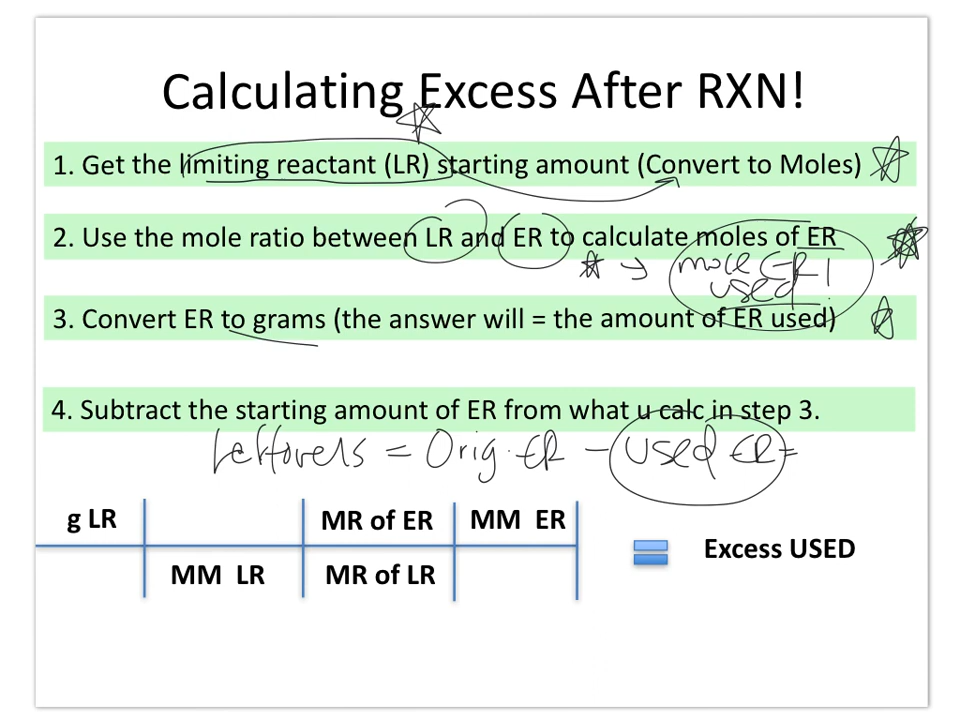 Calculating Excess After RXN!
1. Get the limiting reactant (LR) starting amount (Convert to Moles)
2. Use the mole ratio between LR and ER to calculate moles of ER
mole ER!
used
3. Convert ER to grams (the answer will = the amount of ER used)
4. Subtract the starting amount of ER from what u calc in step 3.
Leftovers = Orig. ER - used ER =
g LR MR of ER MM ER
Excess USED
MM LR MR of LR